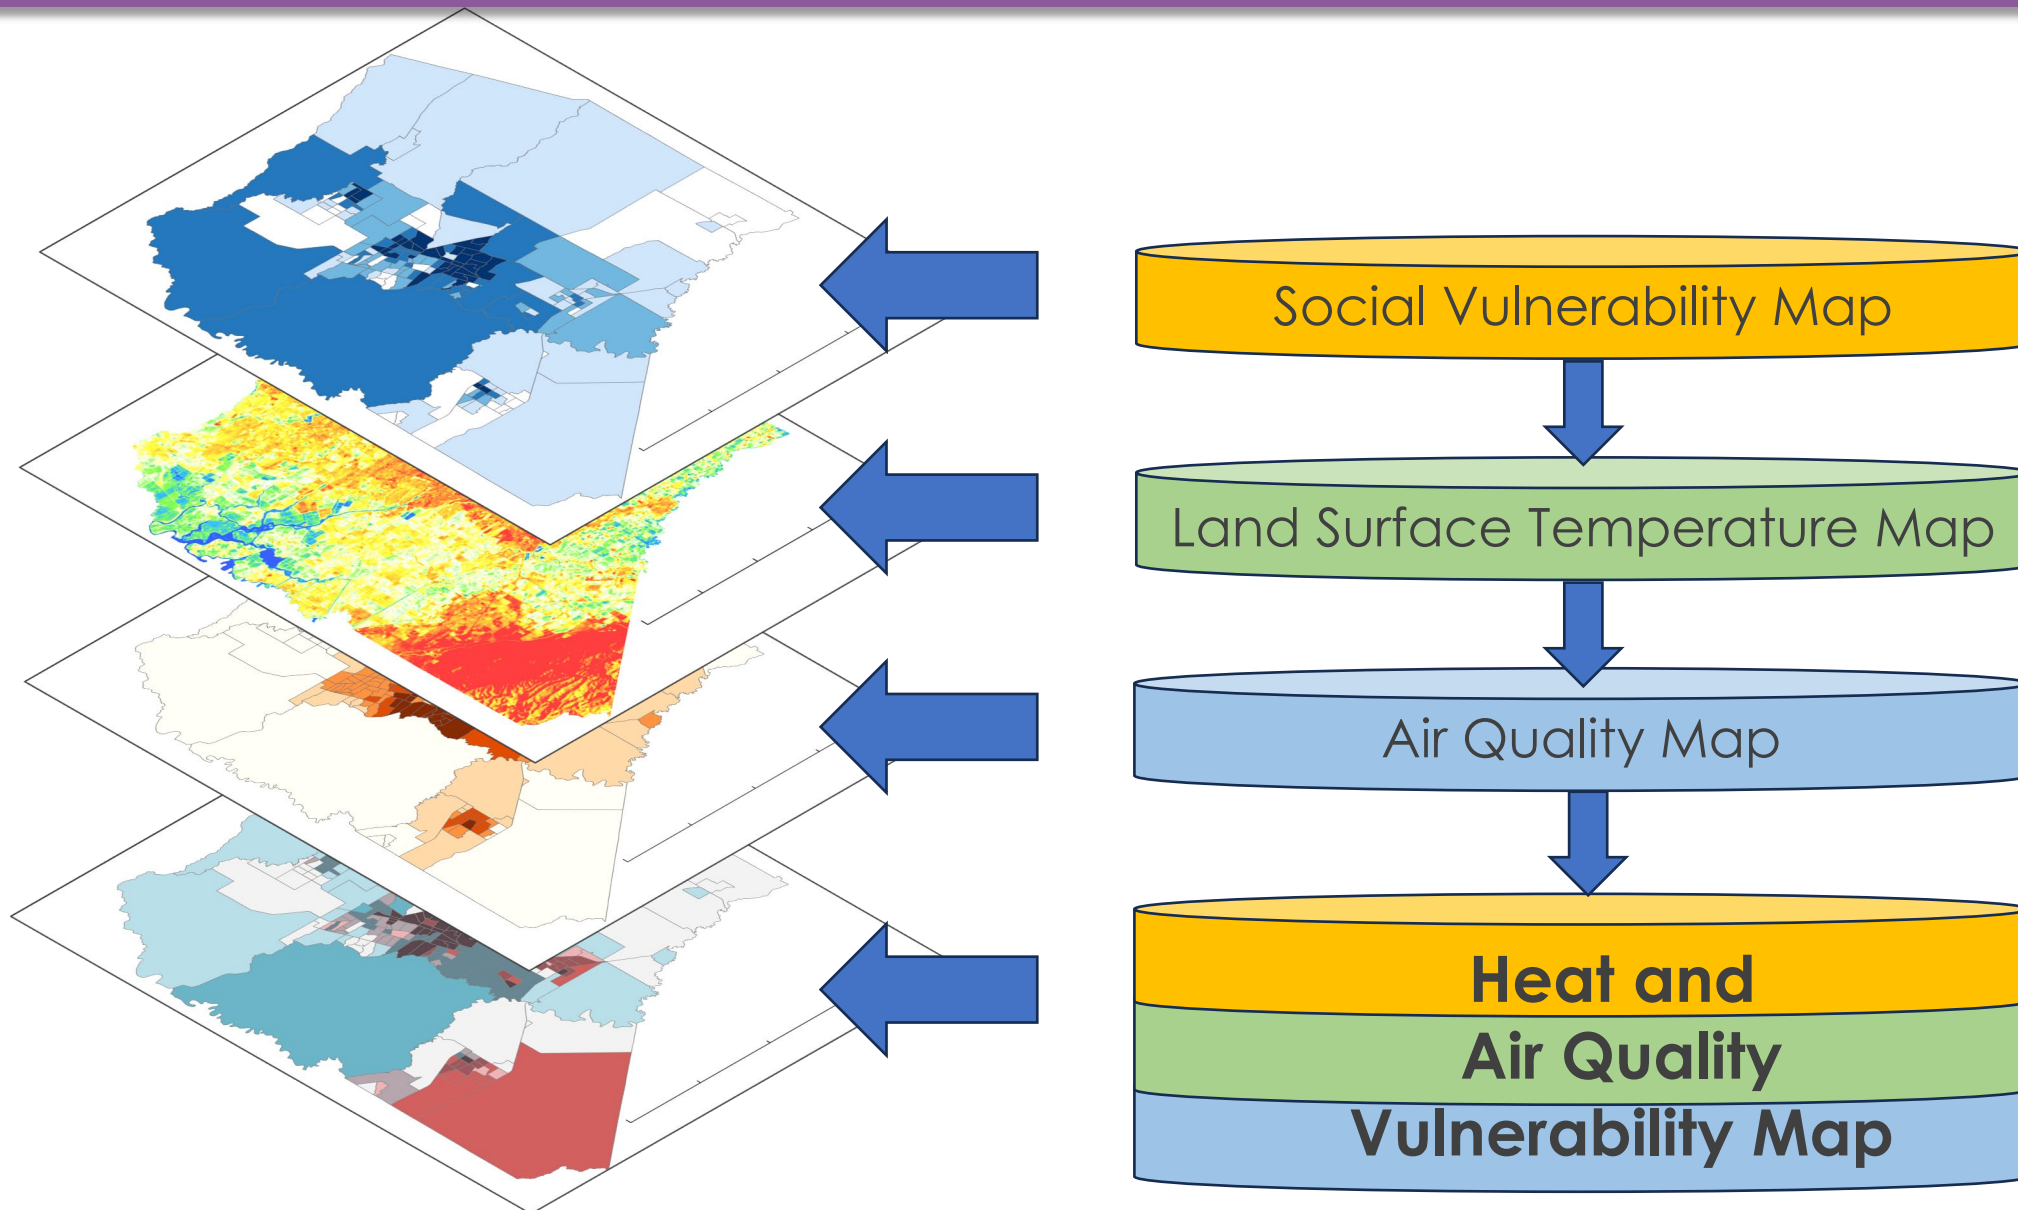 Social Vulnerability Map
Land Surface Temperature Map
Air Quality Map
Heat and
Air Quality
Vulnerability Map